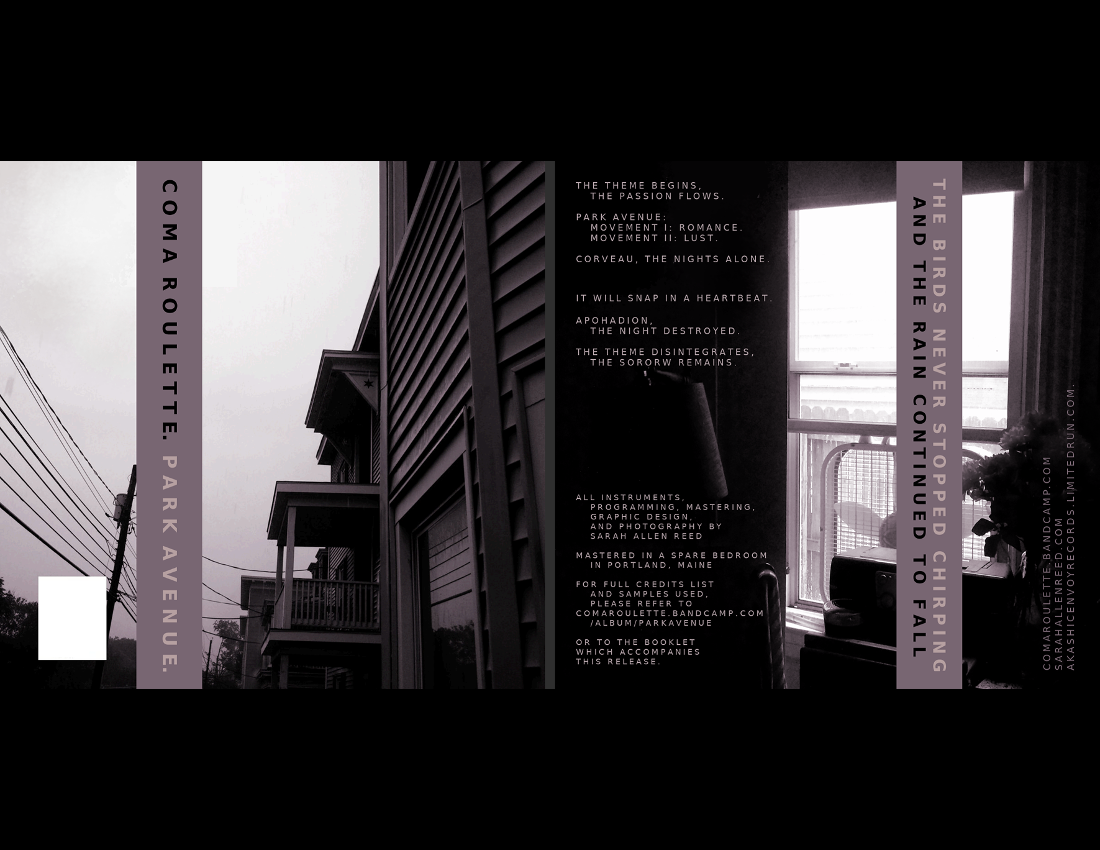 COMA ROULETTE. PARK AVENUE.
THE THEME BEGINS,
THE PASSION FLOWS.
PARK AVENUE:
MOVEMENT I: ROMANCE.
MOVEMENT II: LUST.
CORVEAU, THE NIGHTS ALONE.
IT WILL SNAP IN A HEARTBEAT.
APOHADION,
THE NIGHT DESTROYED.
THE THEME DISINTEGRATES,
THE SORORW REMAINS.
ALL INSTRUMENTS,
PROGRAMMING, MASTERING,
GRAPHIC DESIGN,
AND PHOTOGRAPHY BY
SARAH ALLEN REED
MASTERED IN A SPARE BEDROOM
IN PORTLAND, MAINE
FOR FULL CREDITS LIST
AND SAMPLES USED,
PLEASE REFER TO
COMAROULETTE.BANDCAMP.COM
/ALBUM/PARKAVENUE
OR TO THE BOOKLET
WHICH ACCOMPANIES
THIS RELEASE.
THE BIRDS NEVER STOPPED CHIRPING
AND THE RAIN CONTINUED TO FALL
COMAROULETTE.BANDCAMP.COM
SARAHALLENREED.COM
AKASHICENVOYRECORDS.LIMITEDRUN.COM.